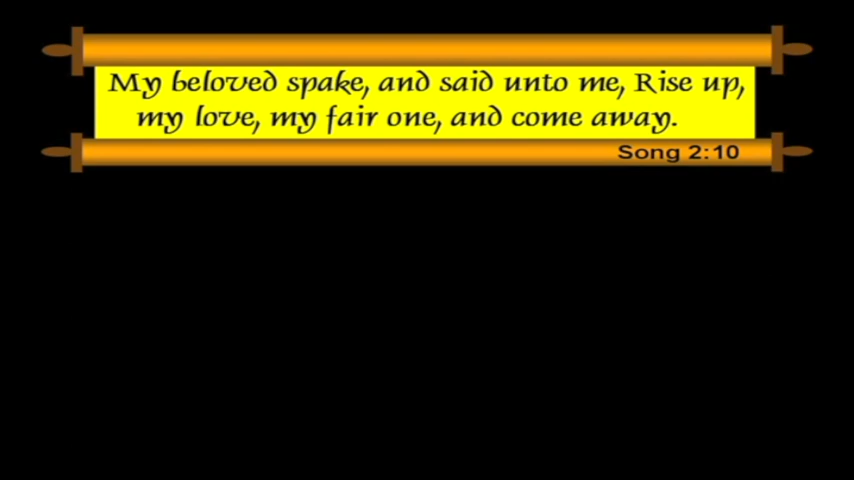 My beloved spake, and said unto me, Rise up,
my love, my fair one, and come away.
Song 2:10